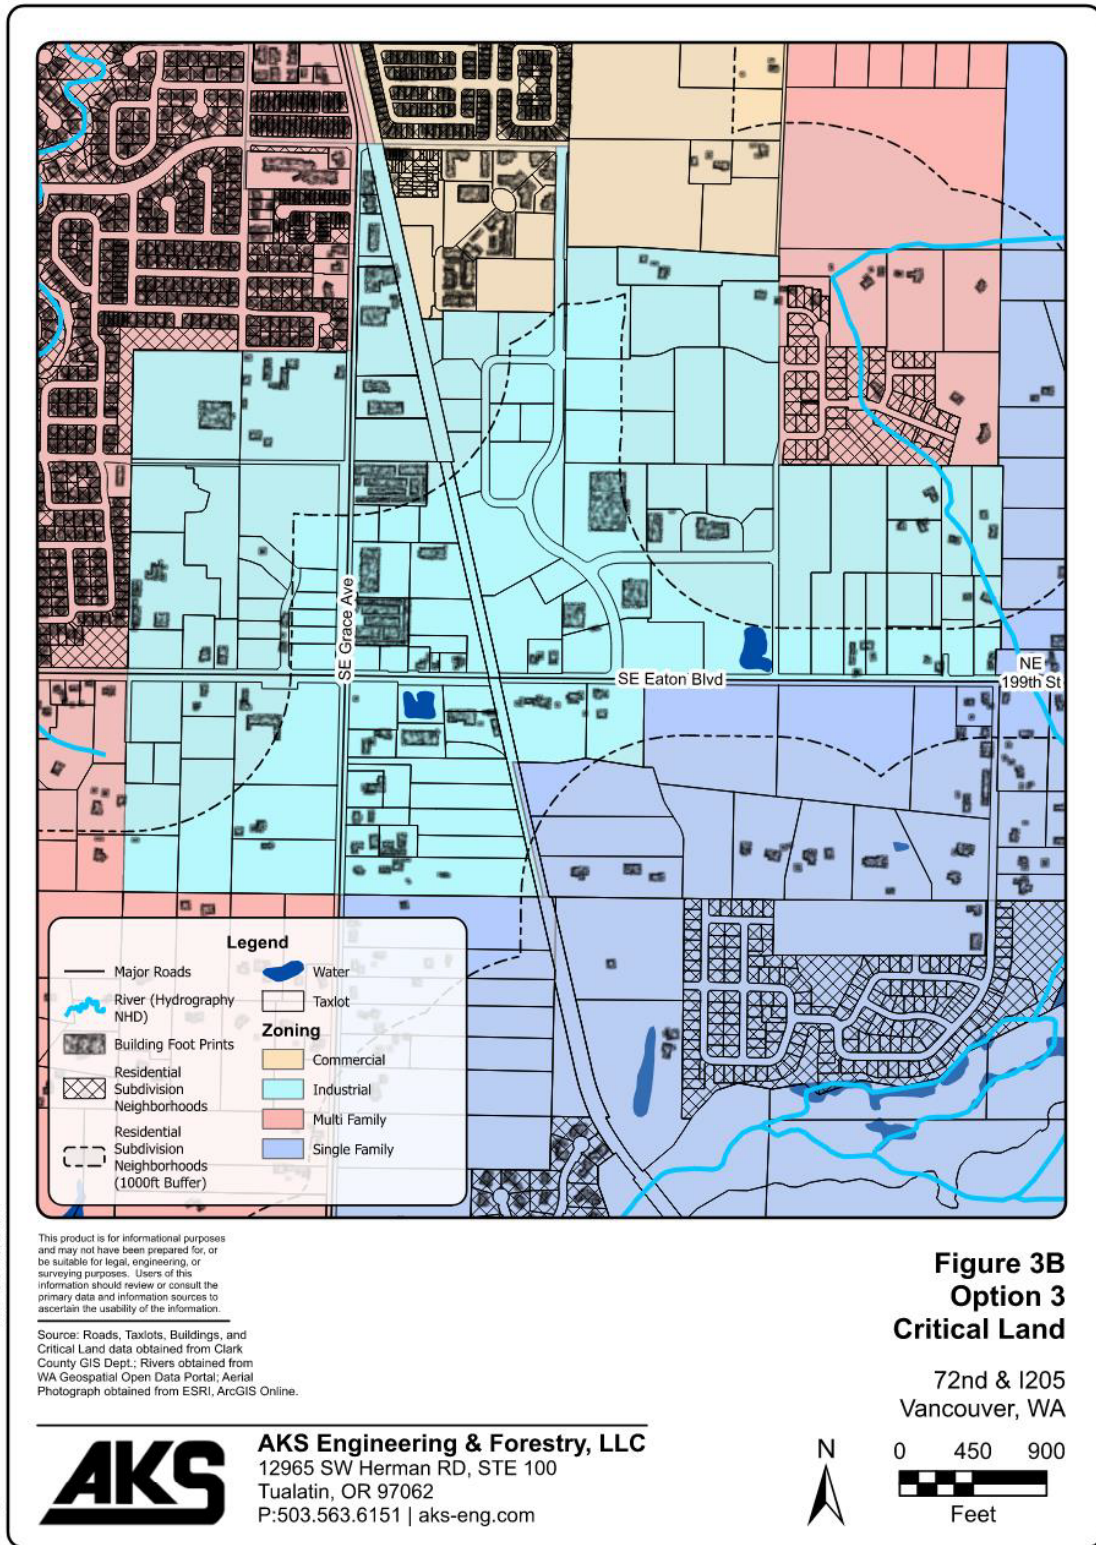 SE Grace Ave
SE Eaton Blvd
NE
199th St
Legend
Major Roads
River (Hydrography
NHD)
Building Foot Prints
Residential
Subdivision
Neighborhoods
Residential
Subdivision
Neighborhoods
(1000ft Buffer)
Water
Taxlot
Zoning
Commercial
Industrial
Multi Family
Single Family
This product is for informational purposes
and may not have been prepared for, or
be suitable for legal, engineering, or
surveying purposes. Users of this
information should review or consult the
primary data and information sources to
ascertain the usability of the information.
Source: Roads, Taxlots, Buildings, and
Critical Land data obtained from Clark
County GIS Dept.; Rivers obtained from
WA Geospatial Open Data Portal; Aerial
Photograph obtained from ESRI, ArcGIS Online.
Figure 3B
Option 3
Critical Land
72nd & I205
Vancouver, WA
AKS
AKS Engineering & Forestry, LLC
12965 SW Herman RD, STE 100
Tualatin, OR 97062
P:503.563.6151 | aks-eng.com
N
0 450 900
Feet